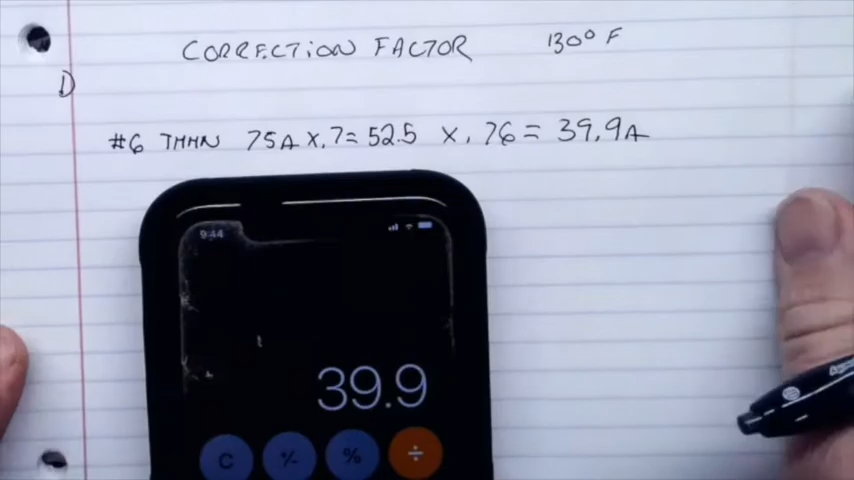 CORRECTION FACTOR 130° F
D
#6 THHN 75A X .7 = 52.5 X .76 = 39.9A
9:44
39.9
C +/- % ÷